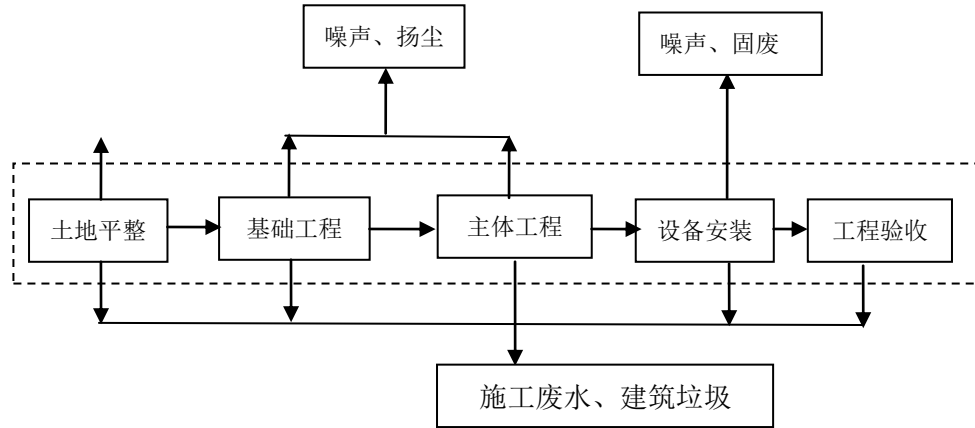 噪声、扬尘
噪声、固废
土地平整
基础工程
主体工程
设备安装
工程验收
施工废水、建筑垃圾